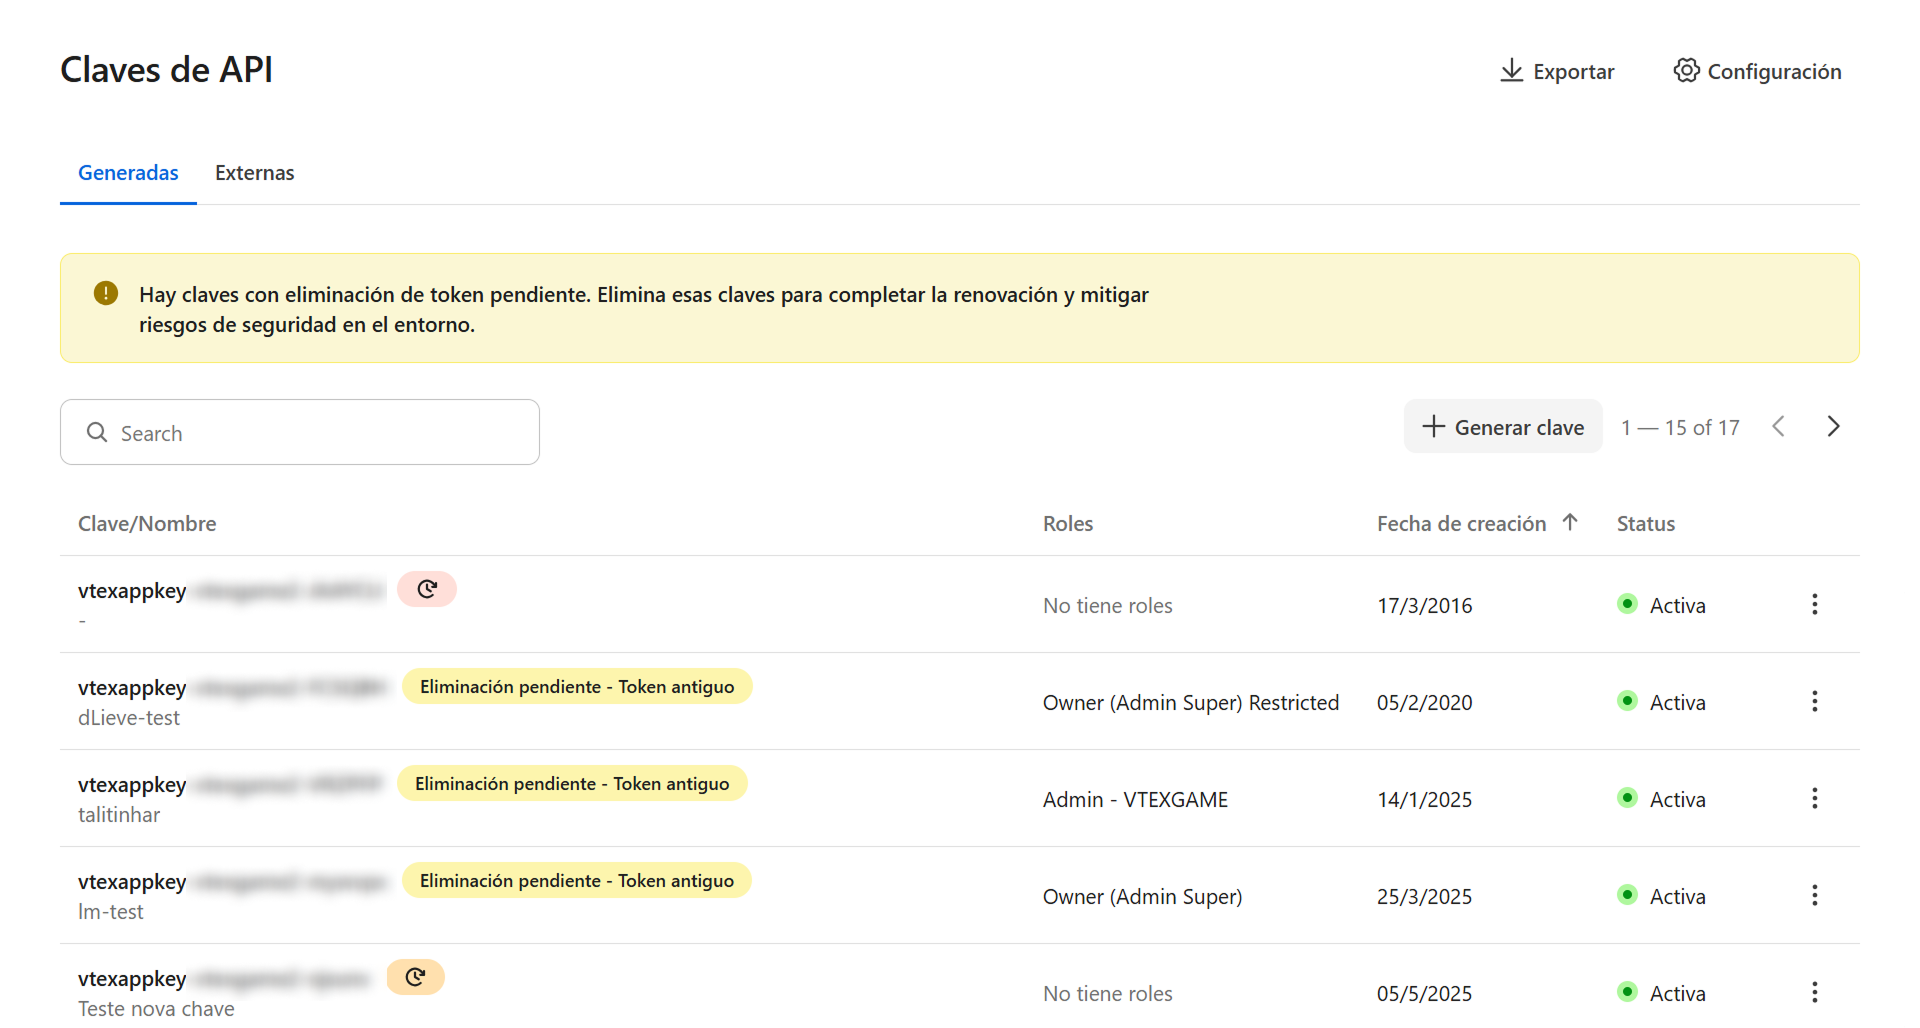 Claves de API
Exportar
Configuración
Generadas
Externas
Hay claves con eliminación de token pendiente. Elimina esas claves para completar la renovación y mitigar
riesgos de seguridad en el entorno.
Search
Generar clave
1 — 15 of 17
Clave/Nombre
Roles
Fecha de creación
Status
vtexappkey
-
No tiene roles
17/3/2016
Activa
vtexappkey
Eliminación pendiente - Token antiguo
dLieve-test
Owner (Admin Super) Restricted
05/2/2020
Activa
vtexappkey
Eliminación pendiente - Token antiguo
talitinhar
Admin - VTEXGAME
14/1/2025
Activa
vtexappkey
Eliminación pendiente - Token antiguo
lm-test
Owner (Admin Super)
25/3/2025
Activa
vtexappkey
Teste nova chave
No tiene roles
05/5/2025
Activa